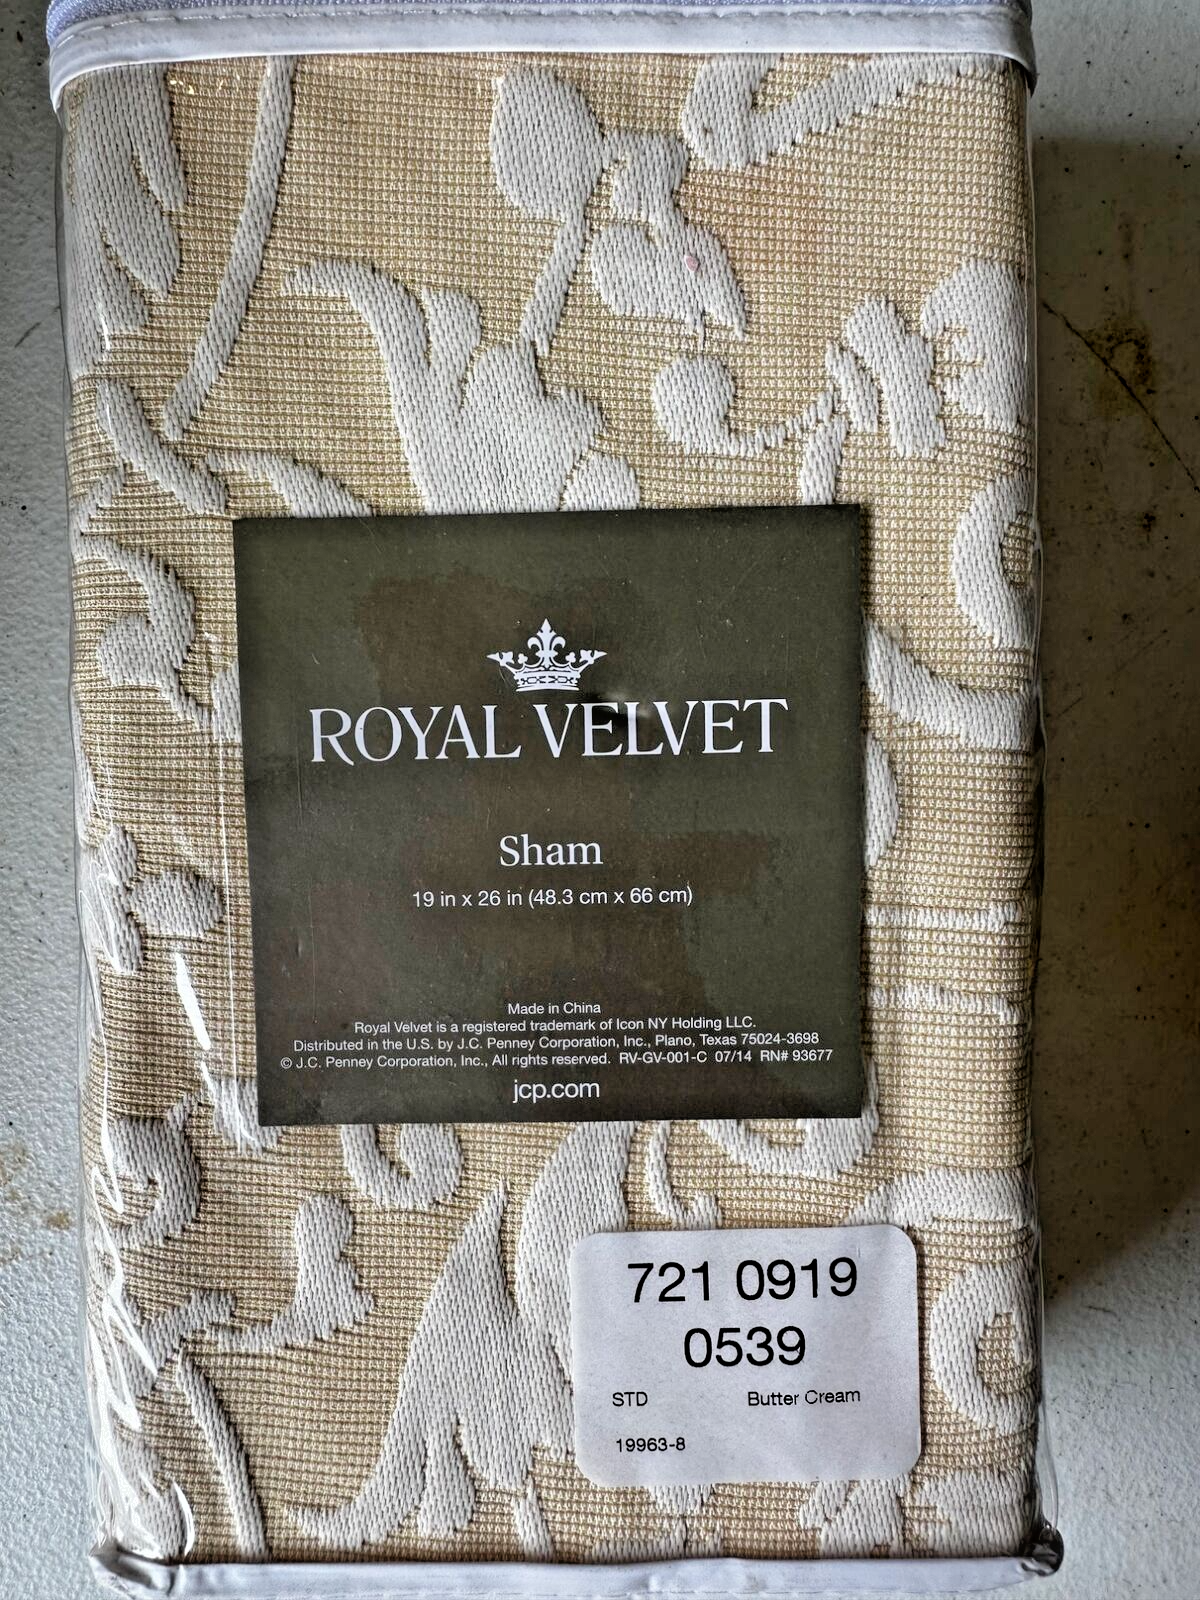 ROYAL VELVET
Sham
19 in x 26 in (48.3 cm x 66 cm)
Made in China
Royal Velvet is a registered trademark of Icon NY Holding LLC.
Distributed in the U.S. by J.C. Penney Corporation, Inc., Plano, Texas 75024-3698
© J.C. Penney Corporation, Inc., All rights reserved. RV-GV-001-C 07/14 RN# 93677
jcp.com
721 0919
0539
STD Butter Cream
19963-8